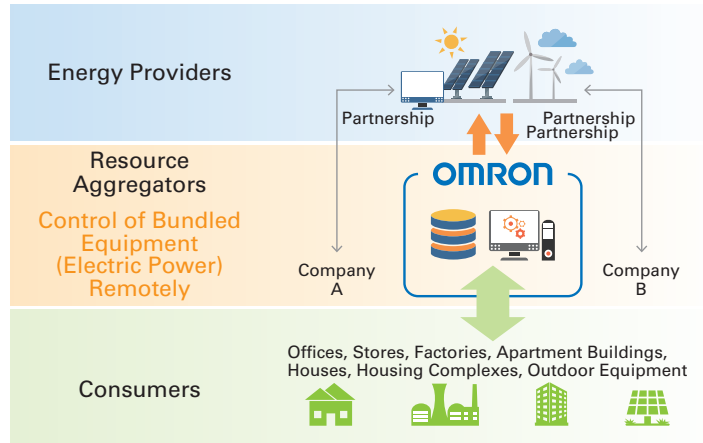 Energy Providers
Partnership
Partnership
Partnership
Resource
Aggregators
Control of Bundled
Equipment
(Electric Power)
Remotely
OMRON
Company
A
Company
B
Consumers
Offices, Stores, Factories, Apartment Buildings,
Houses, Housing Complexes, Outdoor Equipment